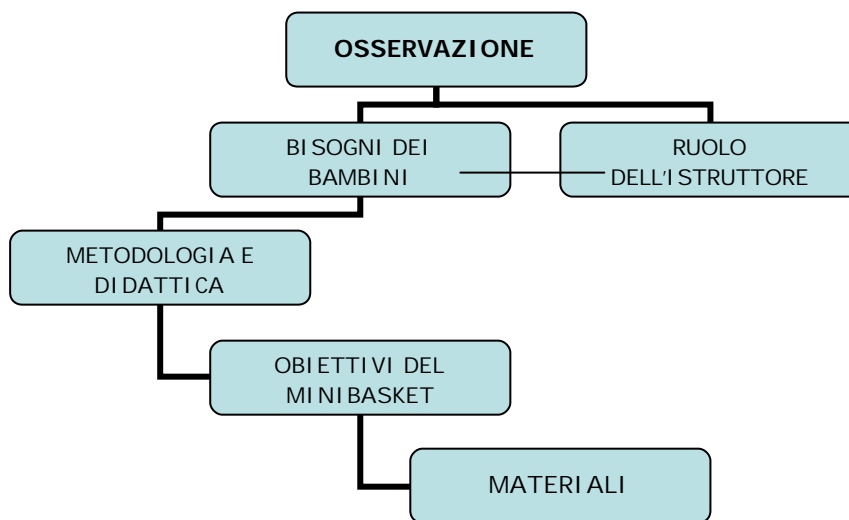 OSSERVAZIONE
BISOGNI DEI
BAMBINI
RUOLO
DELL'ISTRUTTORE
METODOLOGIA E
DIDATTICA
OBIETTIVI DEL
MINIBASKET
MATERIALI